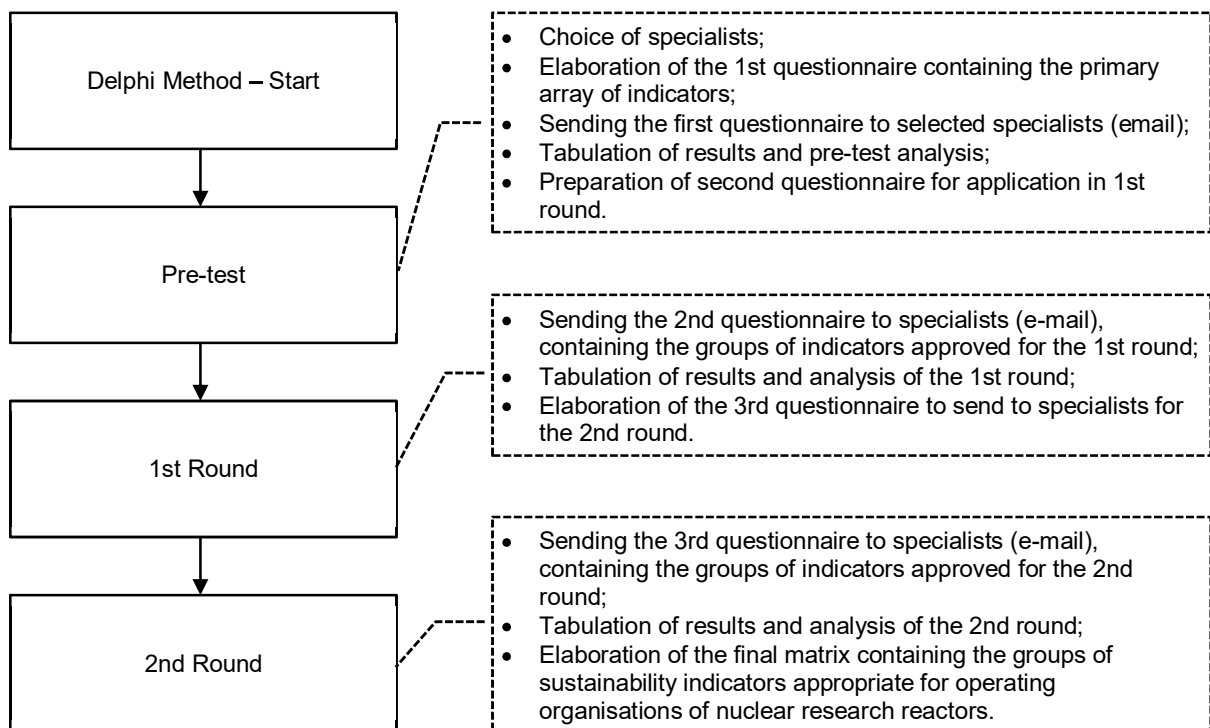 Delphi Method – Start
• Choice of specialists;
• Elaboration of the 1st questionnaire containing the primary
array of indicators;
• Sending the first questionnaire to selected specialists (email);
• Tabulation of results and pre-test analysis;
• Preparation of second questionnaire for application in 1st
round.
Pre-test
• Sending the 2nd questionnaire to specialists (e-mail),
containing the groups of indicators approved for the 1st round;
• Tabulation of results and analysis of the 1st round;
• Elaboration of the 3rd questionnaire to send to specialists for
the 2nd round.
1st Round
• Sending the 3rd questionnaire to specialists (e-mail),
containing the groups of indicators approved for the 2nd
round;
• Tabulation of results and analysis of the 2nd round;
• Elaboration of the final matrix containing the groups of
sustainability indicators appropriate for operating
organisations of nuclear research reactors.
2nd Round